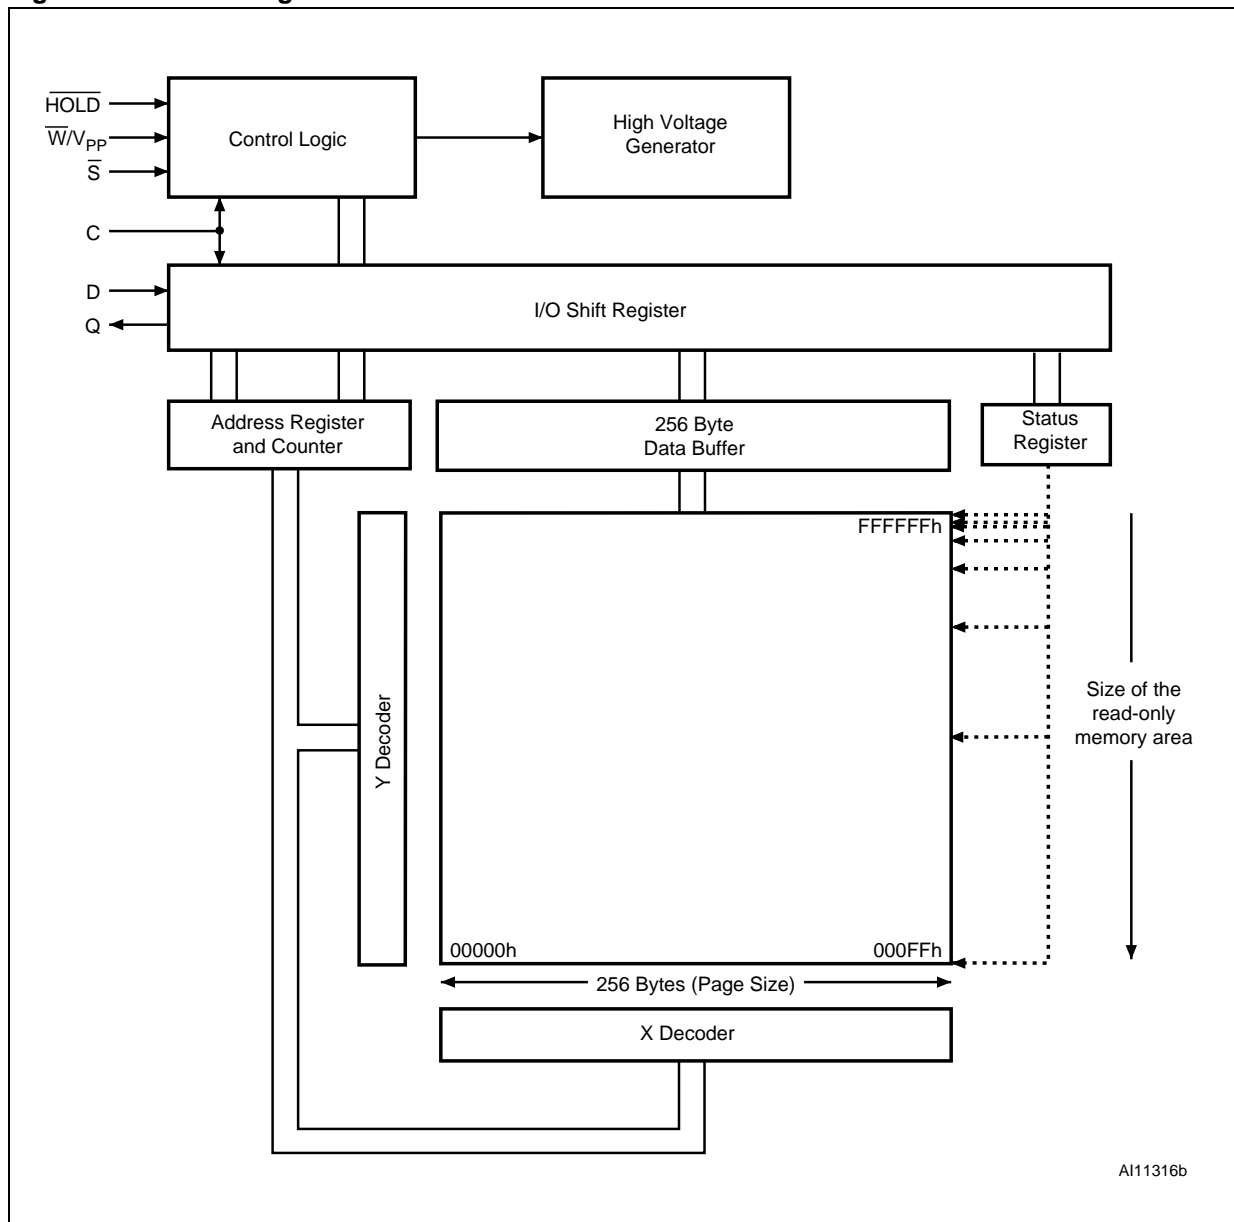 HOLD
W/VPP
S
C
D
Q
Control Logic
High Voltage
Generator
I/O Shift Register
Address Register
and Counter
256 Byte
Data Buffer
Status
Register
FFFFFFh
Y Decoder
Size of the
read-only
memory area
00000h
000FFh
256 Bytes (Page Size)
X Decoder
AI11316b